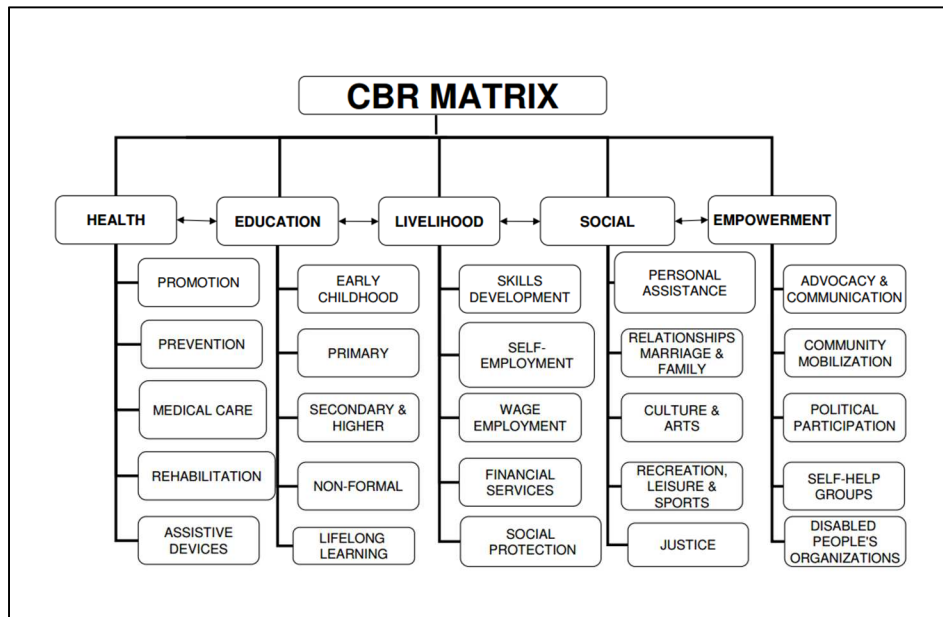 CBR MATRIX
HEALTH
EDUCATION
LIVELIHOOD
SOCIAL
EMPOWERMENT
PROMOTION
PREVENTION
MEDICAL CARE
REHABILITATION
ASSISTIVE
DEVICES
EARLY
CHILDHOOD
PRIMARY
SECONDARY &
HIGHER
NON-FORMAL
LIFELONG
LEARNING
SKILLS
DEVELOPMENT
SELF-
EMPLOYMENT
WAGE
EMPLOYMENT
FINANCIAL
SERVICES
SOCIAL
PROTECTION
PERSONAL
ASSISTANCE
RELATIONSHIPS
MARRIAGE &
FAMILY
CULTURE &
ARTS
RECREATION,
LEISURE &
SPORTS
JUSTICE
ADVOCACY &
COMMUNICATION
COMMUNITY
MOBILIZATION
POLITICAL
PARTICIPATION
SELF-HELP
GROUPS
DISABLED
PEOPLE'S
ORGANIZATIONS